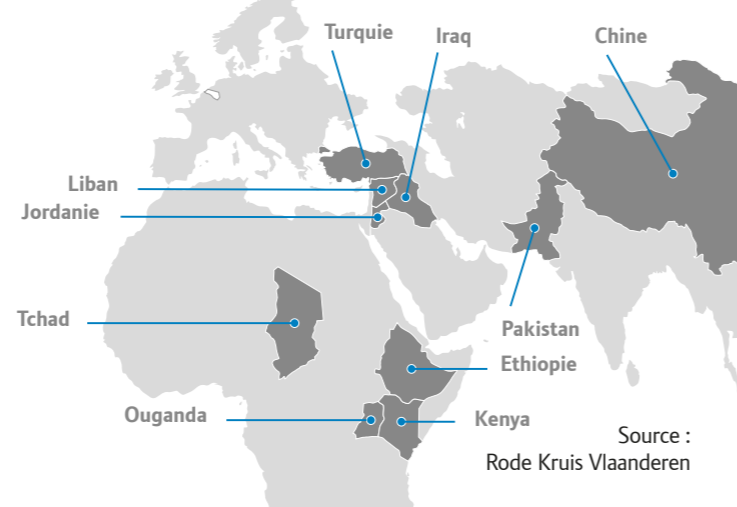 Turquie
Iraq
Chine
Liban
Jordanie
Tchad
Pakistan
Ethiopie
Ouganda
Kenya
Source :
Rode Kruis Vlaanderen